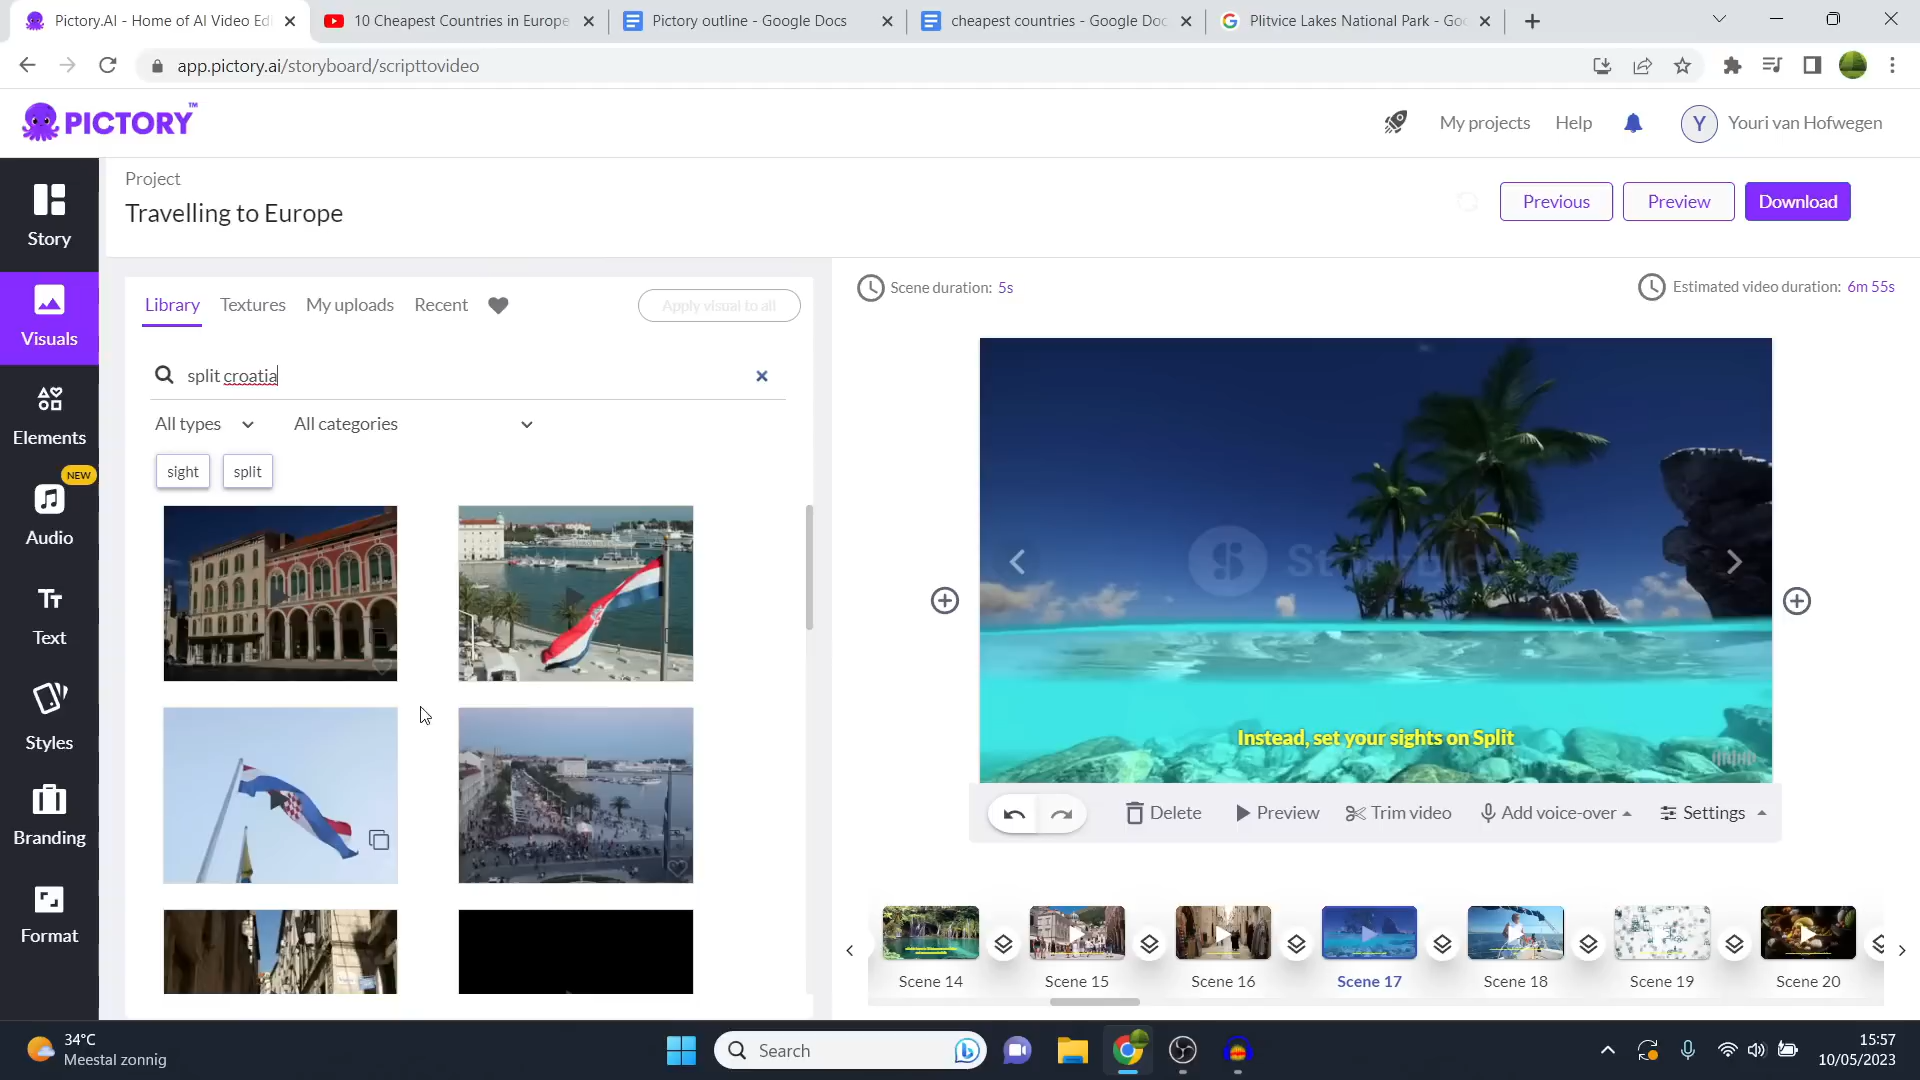 Pictory.AI - Home of AI Video Edi
10 Cheapest Countries in Europe
Pictory outline - Google Docs
cheapest countries - Google Doc
Plitvice Lakes National Park - Goo
app.pictory.ai/storyboard/scripttovideo
PICTORY™
My projects
Help
Y
Youri van Hofwegen
Project
Travelling to Europe
Previous
Preview
Download
Story
Visuals
Elements
NEW
Audio
Text
Styles
Branding
Format
Library
Textures
My uploads
Recent
Apply visual to all
split croatia
All types
All categories
sight
split
Scene duration: 5s
Estimated video duration: 6m 55s
Instead, set your sights on Split
Delete
Preview
Trim video
Add voice-over
Settings
Scene 14
Scene 15
Scene 16
Scene 17
Scene 18
Scene 19
Scene 20
34°C
Meestal zonnig
Search
15:57
10/05/2023